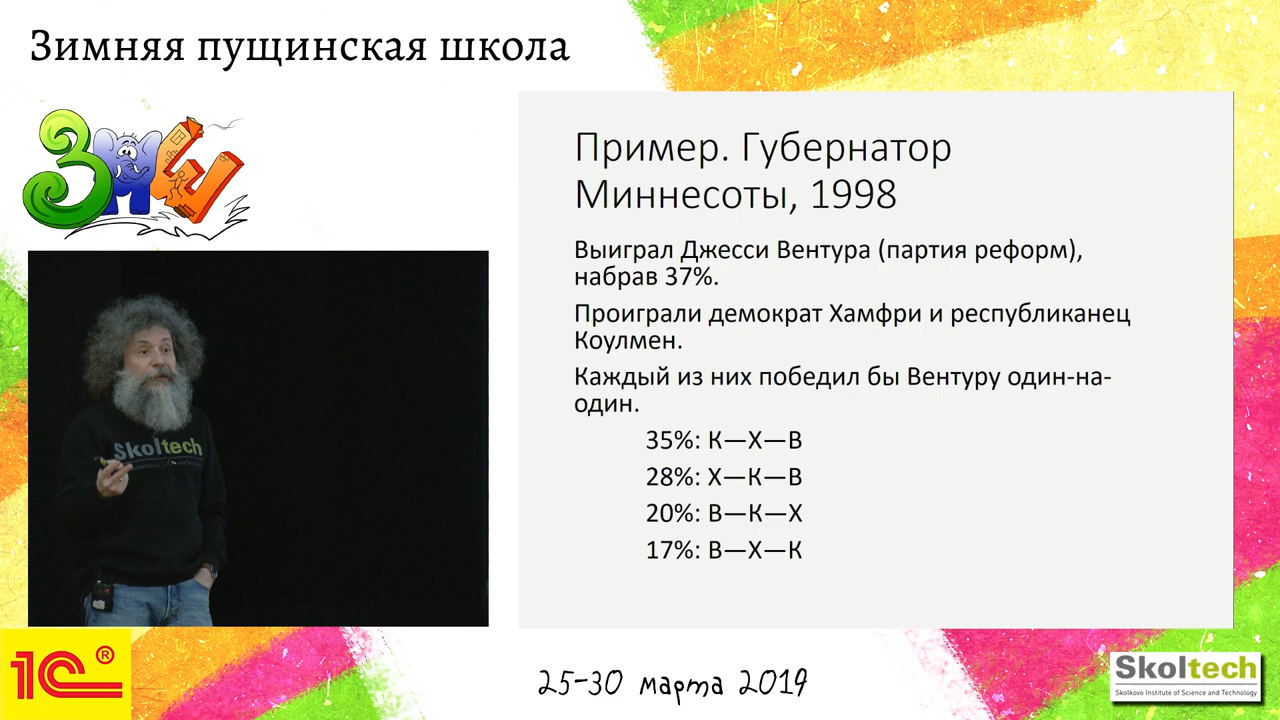 Зимняя пущинская школа
ЗПШ
Пример. Губернатор
Миннесоты, 1998
Выиграл Джесси Вентура (партия реформ),
набрав 37%.
Проиграли демократ Хамфри и республиканец
Коулмен.
Каждый из них победил бы Вентуру один-на-
один.
35%: К—Х—В
28%: Х—К—В
20%: В—К—Х
17%: В—Х—К
Skoltech
1С®
25-30 марта 2019
Skoltech
Skolkovo Institute of Science and Technology